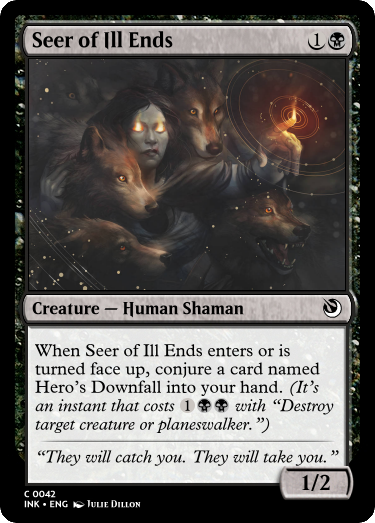 Seer of Ill Ends 1
Creature — Human Shaman
When Seer of Ill Ends enters or is
turned face up, conjure a card named
Hero's Downfall into your hand. (It's
an instant that costs 1 with “Destroy
target creature or planeswalker.”)
“They will catch you. They will take you.”
1/2
C 0042
INK • ENG JULIE DILLON